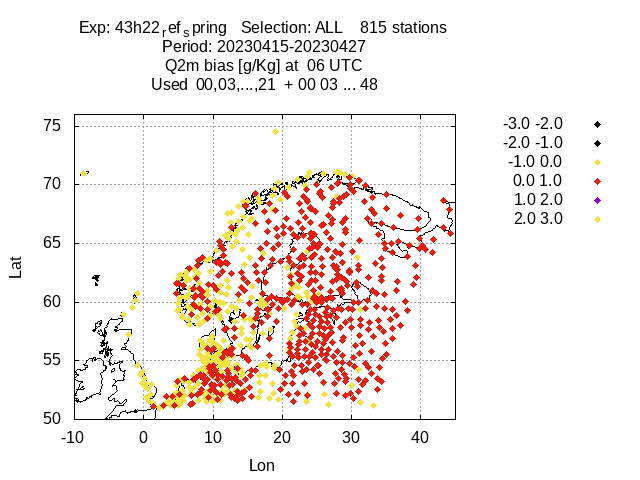 Exp: 43h22ref_spring   Selection: ALL    815 stations
Period: 20230415-20230427
Q2m bias [g/Kg] at  06 UTC
Used  00,03,...,21  + 00 03 ... 48
75
70
65
60
55
50
-10 0 10 20 30 40
Lat
Lon
-3.0 -2.0
-2.0 -1.0
-1.0 0.0
0.0 1.0
1.0 2.0
2.0 3.0